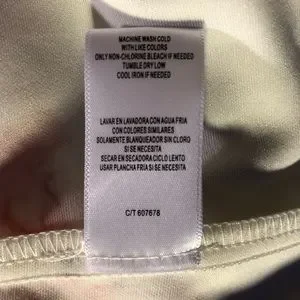 MACHINE WASH COLD
WITH LIKE COLORS
ONLY NON-CHLORINE BLEACH IF NEEDED
TUMBLE DRY LOW
COOL IRON IF NEEDED
LAVAR EN LAVADORA CON AGUA FRIA
CON COLORES SIMILARES
SOLAMENTE BLANQUEADOR SIN CLORO
SI SE NECESITA
SECAR EN SECADORA CICLO LENTO
USAR PLANCHA FRIA SI SE NECESITA
C/T 607678